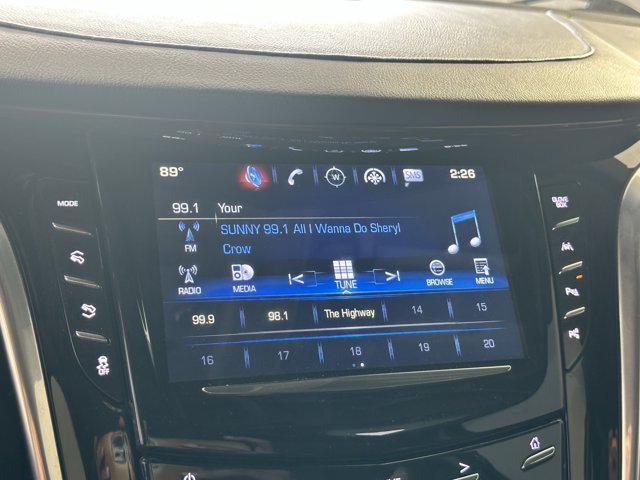 89° W SMS 2:26
99.1 Your
SUNNY 99.1 All I Wanna Do Sheryl
Crow
FM
RADIO MEDIA TUNE BROWSE MENU
99.9 98.1 The Highway 14 15
16 17 18 19 20
MODE
OFF
GLOVE
BOX